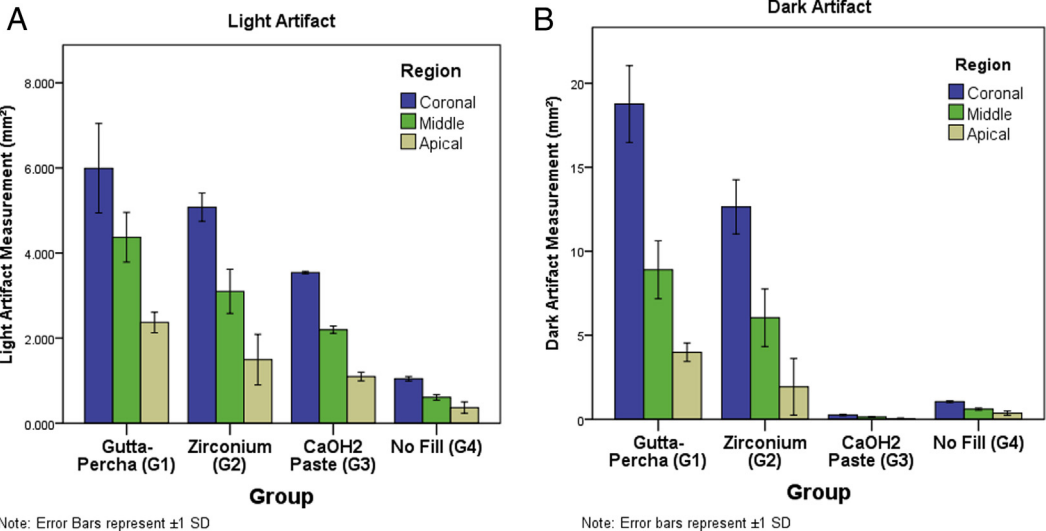 A
Light Artifact
Light Artifact Measurement (mm²)
8.000
6.000
4.000
2.000
0.000
Region
Coronal
Middle
Apical
Gutta-
Percha (G1)
Zirconium
(G2)
CaOH2
Paste (G3)
No Fill (G4)
Group
Note: Error Bars represent ±1 SD
B
Dark Artifact
Dark Artifact Measurement (mm²)
20
15
10
5
0
Region
Coronal
Middle
Apical
Gutta-
Percha (G1)
Zirconium
(G2)
CaOH2
Paste (G3)
No Fill (G4)
Group
Note: Error bars represent ±1 SD